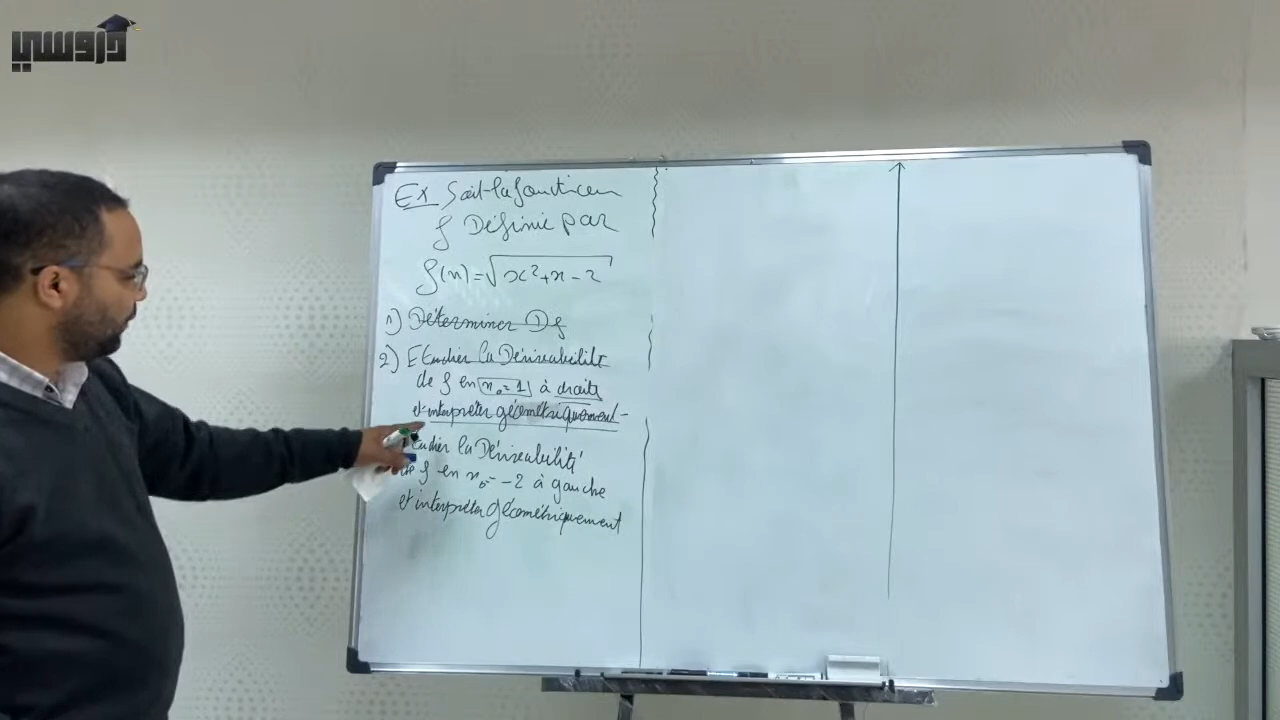 دروسي
Ex Soit la fonction
f Définie par
f(x)=√x²+x-2
1) Déterminer Df
2) Etudier la Dérivabilité
de f en x₀=1 à droite
et interpréter géométriquement-
la Dérivabilité
de f en x₀=-2 à gauche
et interpréter géométriquement